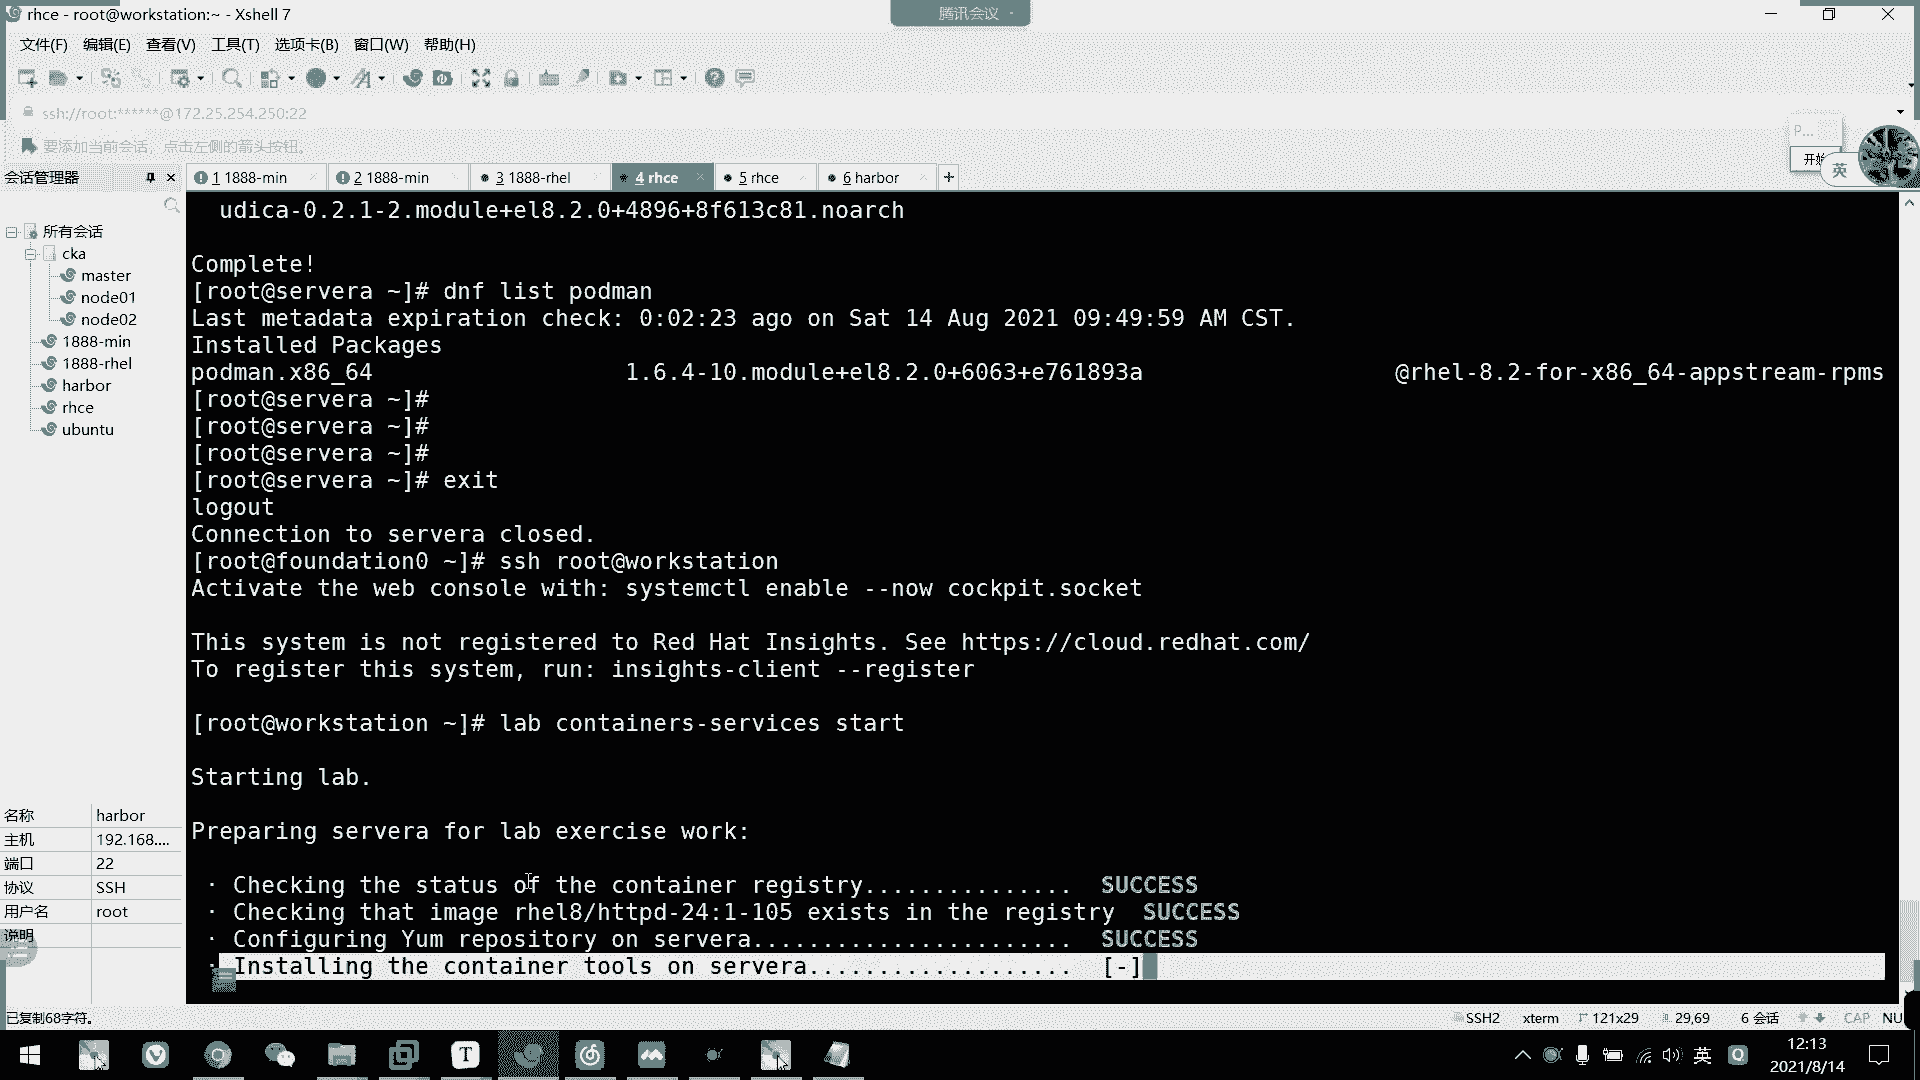 rhce - root@workstation:~ - Xshell 7
腾讯会议
文件(F) 编辑(E) 查看(V) 工具(T) 选项卡(B) 窗口(W) 帮助(H)
ssh://root:******@172.25.254.250:22
要添加当前会话，点击左侧的箭头按钮。
P...
开始
英
会话管理器
1 1888-min
2 1888-min
3 1888-rhel
4 rhce
5 rhce
6 harbor
所有会话
cka
master
node01
node02
1888-min
1888-rhel
harbor
rhce
ubuntu
名称 harbor
主机 192.168....
端口 22
协议 SSH
用户名 root
说明
udica-0.2.1-2.module+el8.2.0+4896+8f613c81.noarch
Complete!
[root@servera ~]# dnf list podman
Last metadata expiration check: 0:02:23 ago on Sat 14 Aug 2021 09:49:59 AM CST.
Installed Packages
podman.x86_64 1.6.4-10.module+el8.2.0+6063+e761893a @rhel-8.2-for-x86_64-appstream-rpms
[root@servera ~]#
[root@servera ~]#
[root@servera ~]#
[root@servera ~]# exit
logout
Connection to servera closed.
[root@foundation0 ~]# ssh root@workstation
Activate the web console with: systemctl enable --now cockpit.socket
This system is not registered to Red Hat Insights. See https://cloud.redhat.com/
To register this system, run: insights-client --register
[root@workstation ~]# lab containers-services start
Starting lab.
Preparing servera for lab exercise work:
· Checking the status of the container registry............... SUCCESS
· Checking that image rhel8/httpd-24:1-105 exists in the registry SUCCESS
· Configuring Yum repository on servera....................... SUCCESS
· Installing the container tools on servera................... [-]
已复制68字符。
SSH2 xterm 121x29 29,69 6 会话 CAP NU
英
12:13
2021/8/14